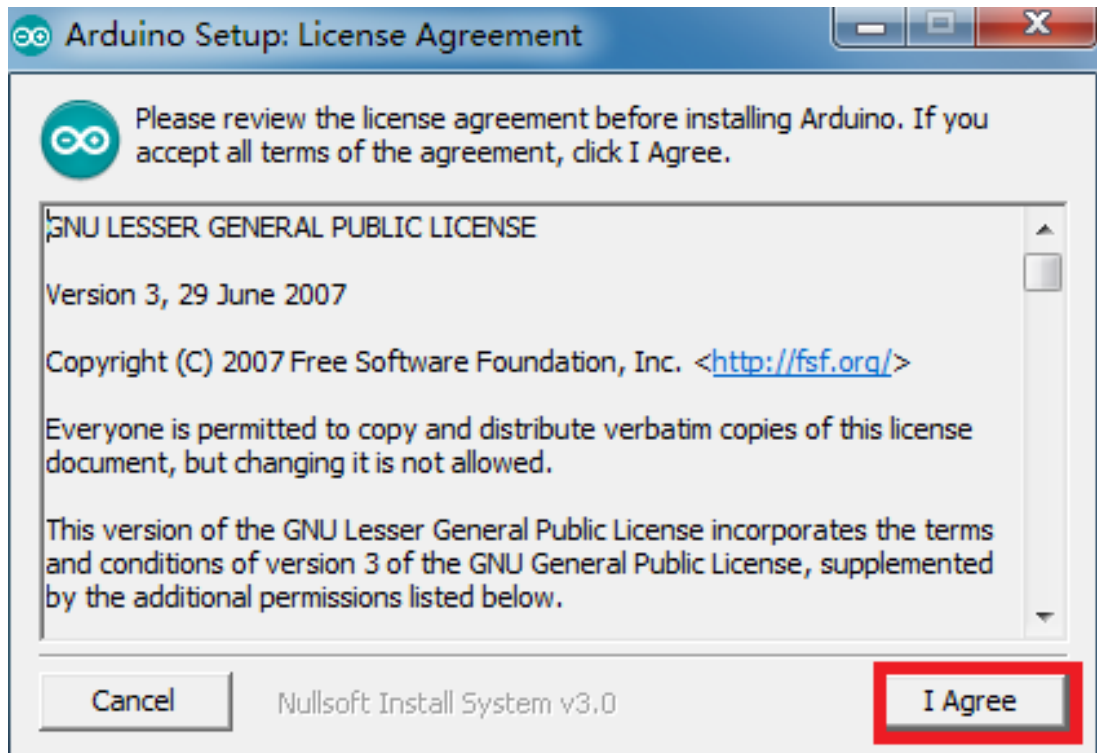 Arduino Setup: License Agreement
Please review the license agreement before installing Arduino. If you
accept all terms of the agreement, click I Agree.
GNU LESSER GENERAL PUBLIC LICENSE
Version 3, 29 June 2007
Copyright (C) 2007 Free Software Foundation, Inc. <http://fsf.org/>
Everyone is permitted to copy and distribute verbatim copies of this license
document, but changing it is not allowed.
This version of the GNU Lesser General Public License incorporates the terms
and conditions of version 3 of the GNU General Public License, supplemented
by the additional permissions listed below.
Cancel
Nullsoft Install System v3.0
I Agree